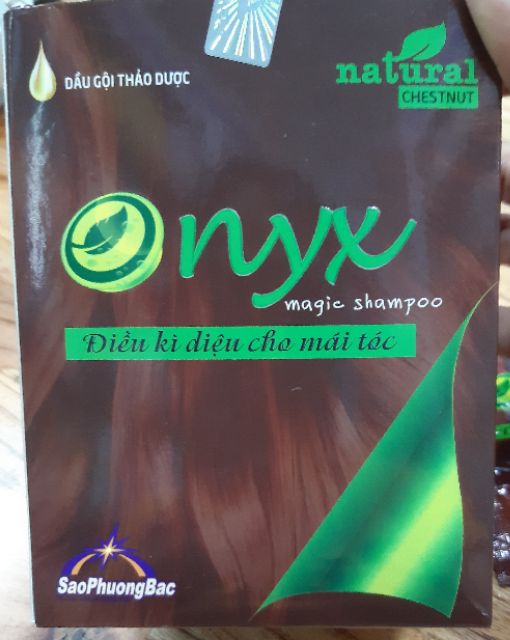 DẦU GỘI THẢO DƯỢC
natural
CHESTNUT
Onyx
magic shampoo
Điều kì diệu cho mái tóc
SaoPhuongBac